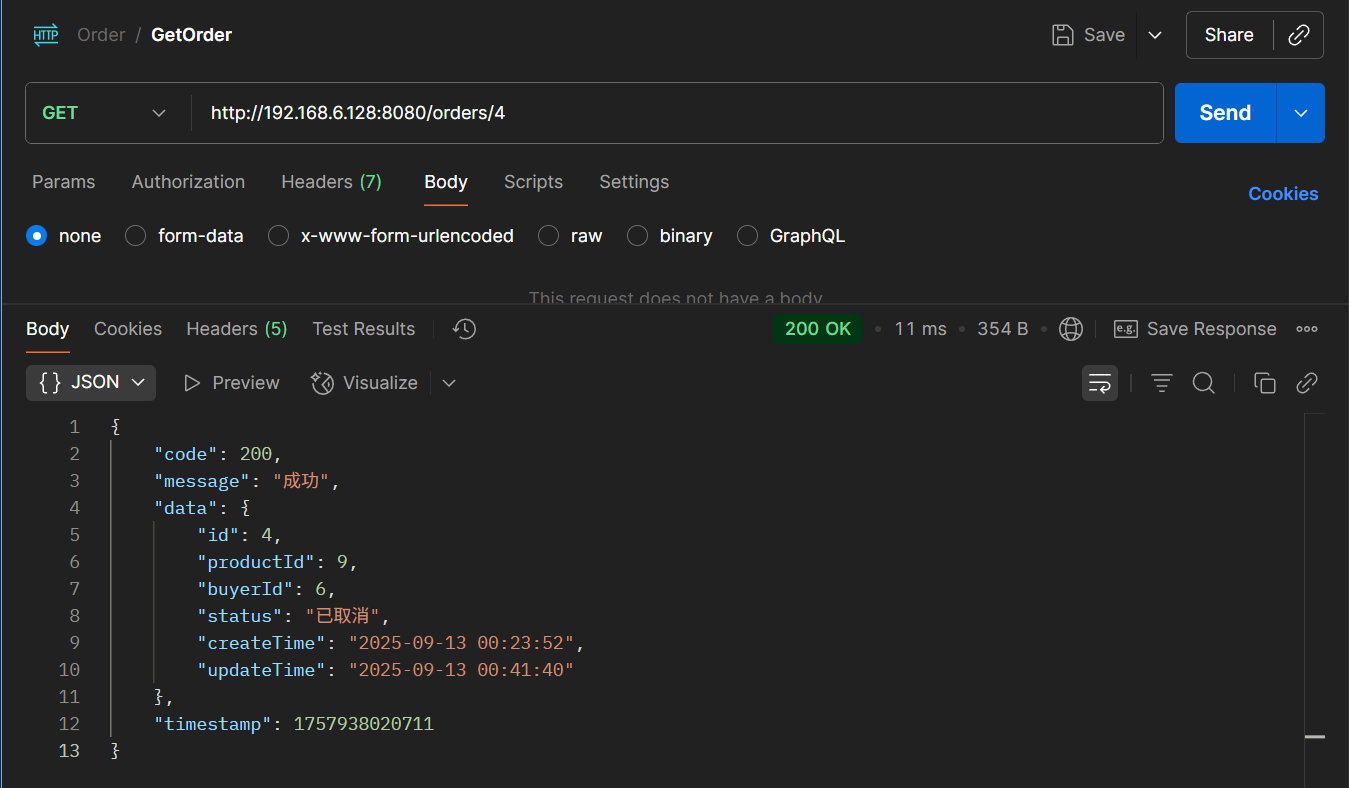 HTTP Order / GetOrder Save Share
GET http://192.168.6.128:8080/orders/4 Send
Params Authorization Headers (7) Body Scripts Settings Cookies
none form-data x-www-form-urlencoded raw binary GraphQL
This request does not have a body
Body Cookies Headers (5) Test Results 200 OK • 11 ms • 354 B • e.g. Save Response
{} JSON Preview Visualize
1 {
2 "code": 200,
3 "message": "成功",
4 "data": {
5 "id": 4,
6 "productId": 9,
7 "buyerId": 6,
8 "status": "已取消",
9 "createTime": "2025-09-13 00:23:52",
10 "updateTime": "2025-09-13 00:41:40"
11 },
12 "timestamp": 1757938020711
13 }